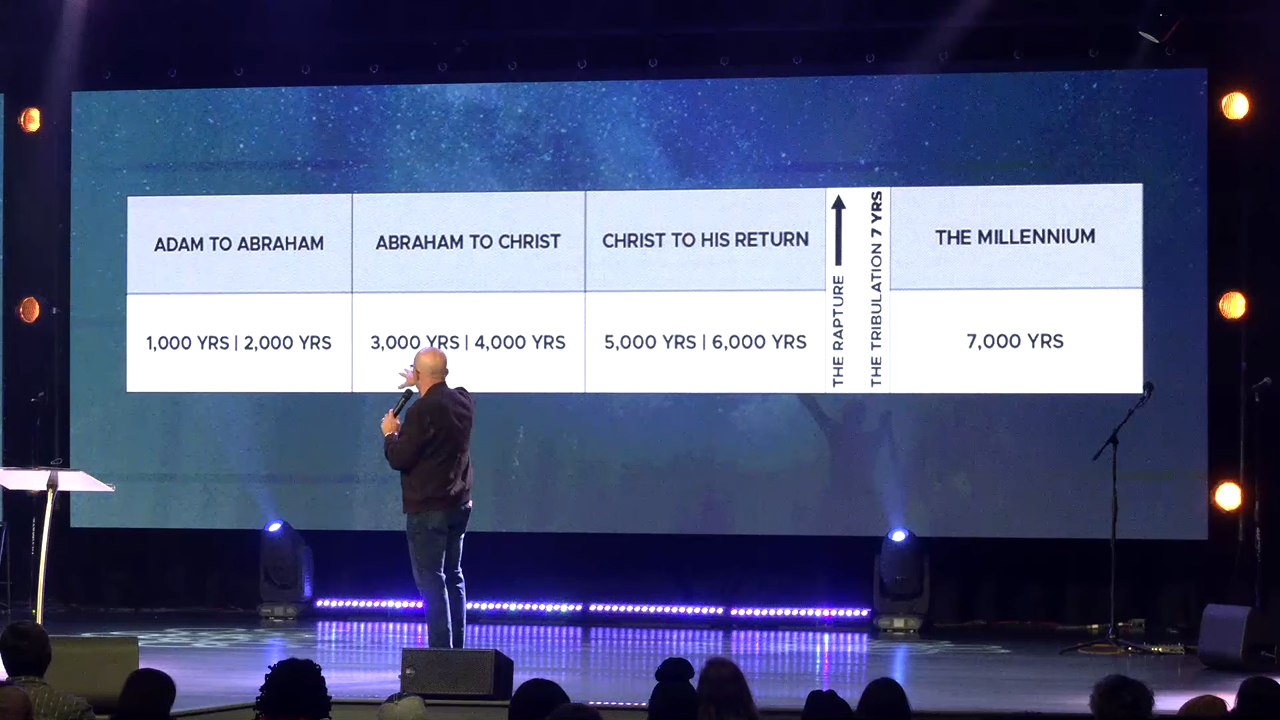 ADAM TO ABRAHAM
ABRAHAM TO CHRIST
CHRIST TO HIS RETURN
THE RAPTURE
THE TRIBULATION 7 YRS
THE MILLENNIUM
1,000 YRS | 2,000 YRS
3,000 YRS | 4,000 YRS
5,000 YRS | 6,000 YRS
7,000 YRS